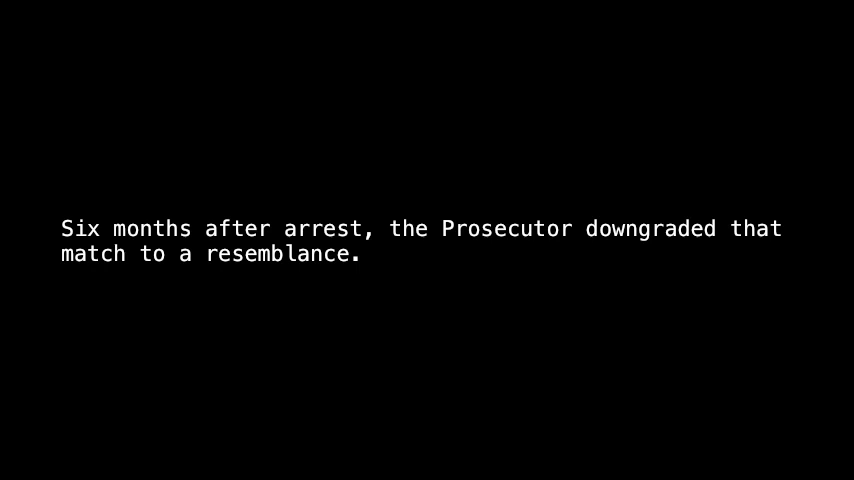 Six months after arrest, the Prosecutor downgraded that
match to a resemblance.